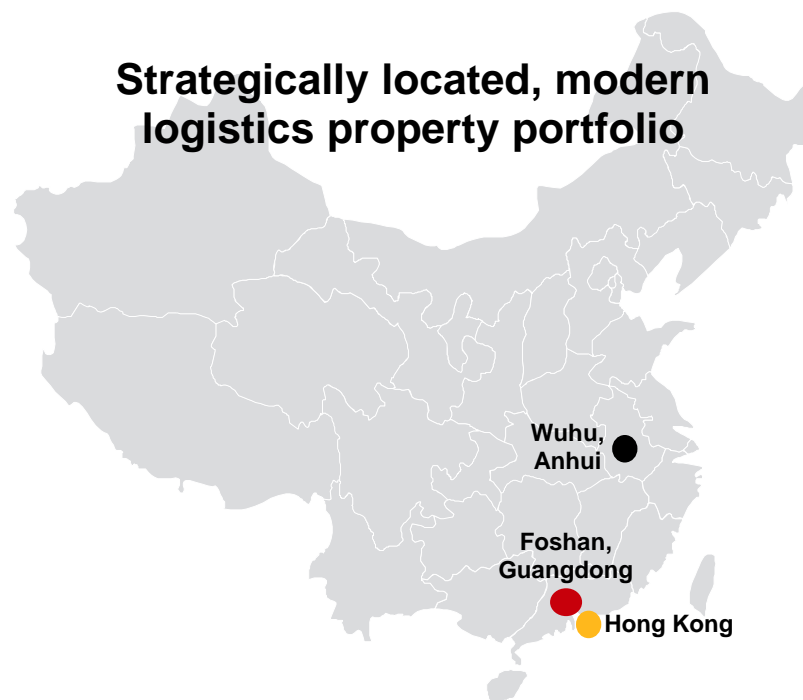 Strategically located, modern
logistics property portfolio
Wuhu,
Anhui
Foshan,
Guangdong
Hong Kong